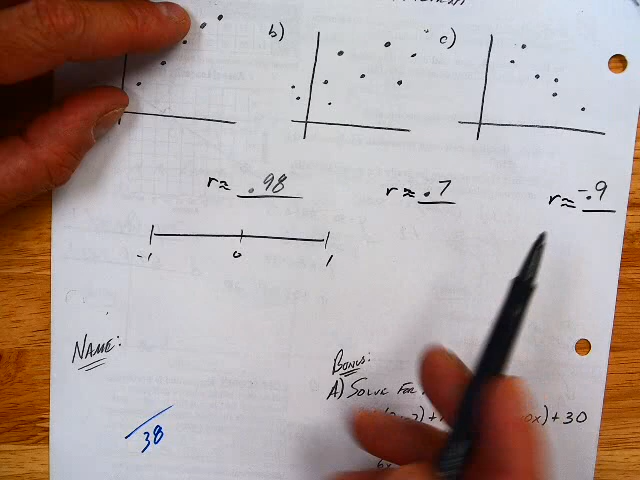 b)
c)
r≈ .98
r≈ .7
r≈ -.9
-1 0 1
NAME:
BONUS:
A) SOLVE FOR
38
+30